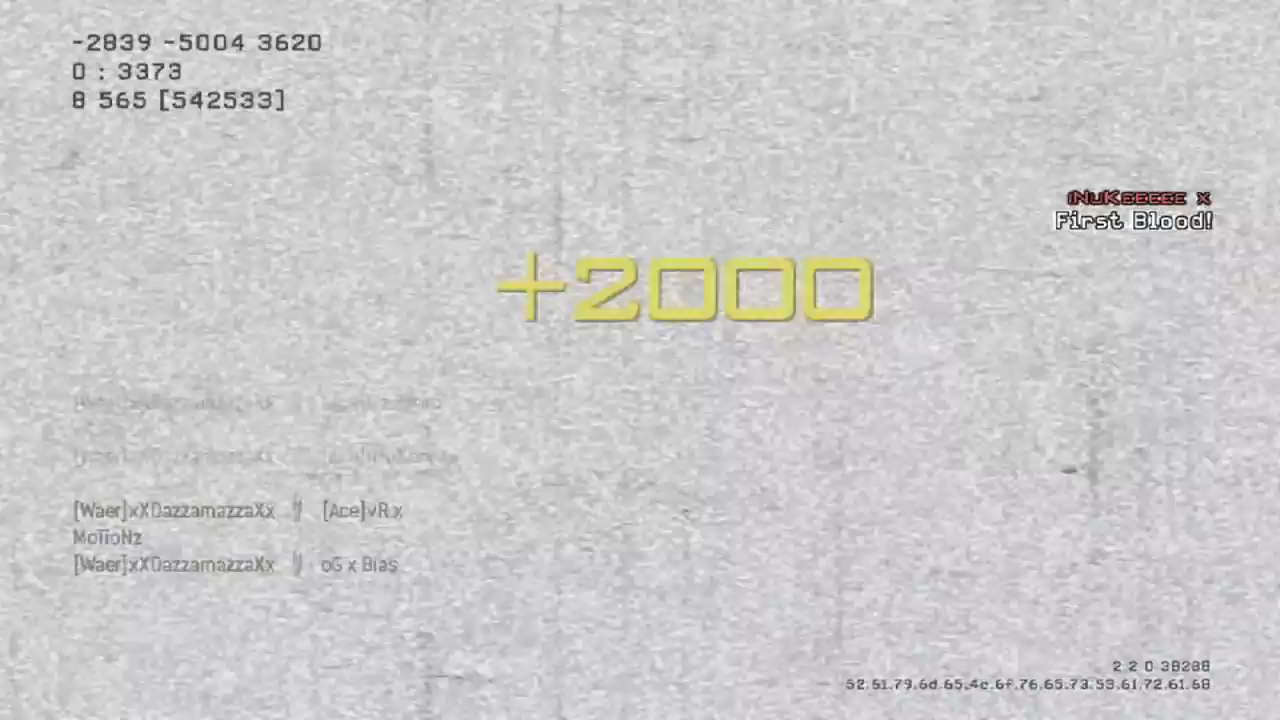 -2839 -5004 3620
0 : 3373
8 565 [542533]
iNuKeeeee x
First Blood!
+2000
[Waer]xXDazzamazzaXx [Ace]vR x
MoTioNz
[Waer]xXDazzamazzaXx oG x Bias
2 2 0 38288
52.51.79.6d.65.4c.6f.76.65.73.53.61.72.61.68